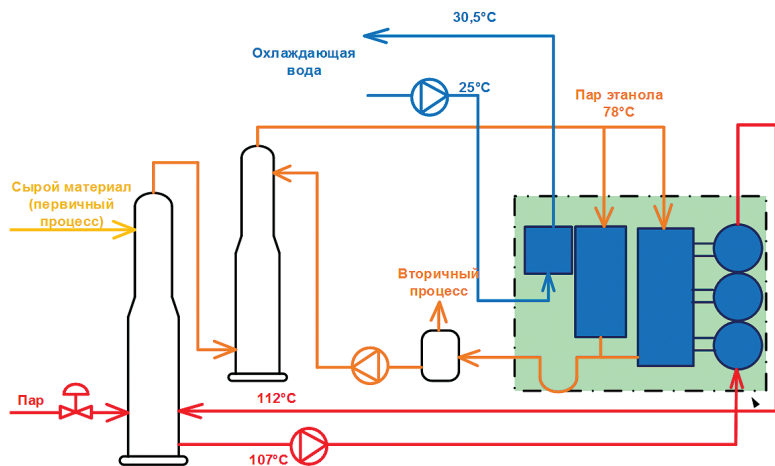 30,5°C
Охлаждающая
вода
25°C
Пар этанола
78°C
Сырой материал
(первичный
процесс)
Вторичный
процесс
Пар
112°C
107°C